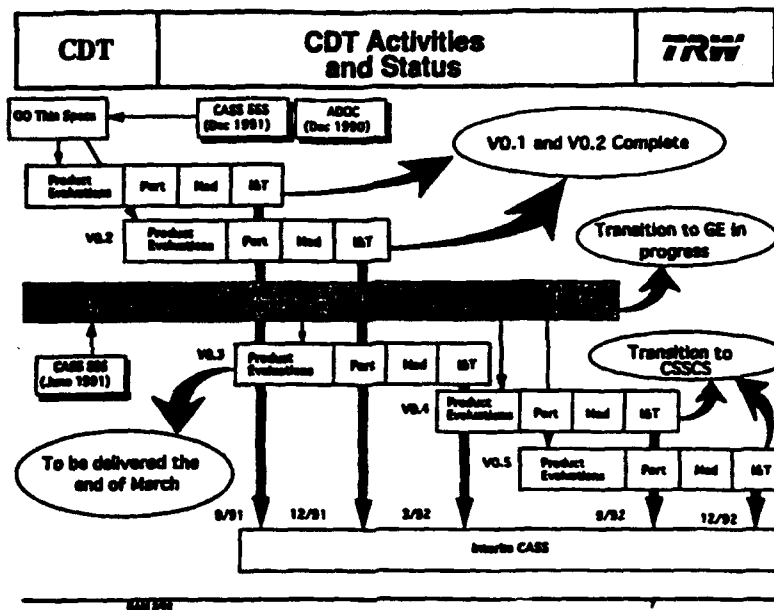 CDT
CDT Activities
and Status
TRW
GO Thin Specs
CASS SSS
(Dec 1991)
ADOC
(Dec 1990)
V0.1 and V0.2 Complete
Product
Evaluations
Port
Mod
I&T
V0.2
Product
Evaluations
Port
Mod
I&T
Transition to GE in
progress
CASS
(June 1991)
V0.3
Product
Evaluations
Port
Mod
I&T
Transition to
CSSCS
V0.4
Product
Evaluations
Port
Mod
I&T
To be delivered the
end of March
V0.5
Product
Evaluations
Port
Mod
I&T
9/91
12/91
3/92
9/92
12/92
Interim CASS